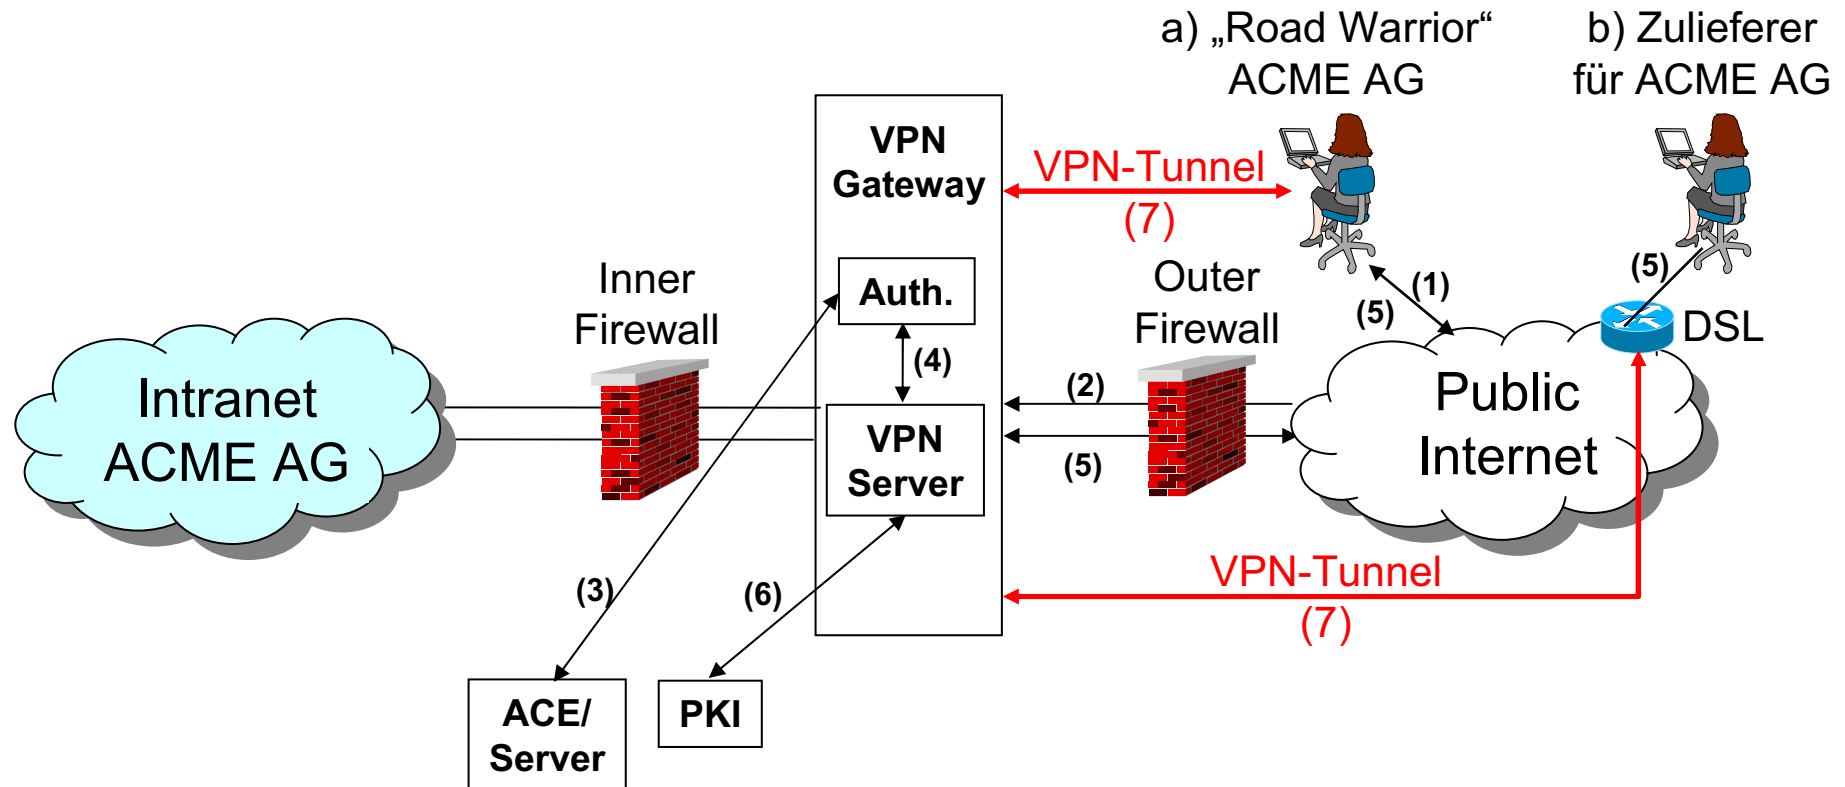 a) „Road Warrior“
ACME AG
b) Zulieferer
für ACME AG
VPN
Gateway
VPN-Tunnel
(7)
Auth.
Inner
Firewall
Outer
Firewall
(1)
(5)
(5)
DSL
(4)
Intranet
ACME AG
(2)
(5)
VPN
Server
Public
Internet
(3)
(6)
VPN-Tunnel
(7)
ACE/
Server
PKI